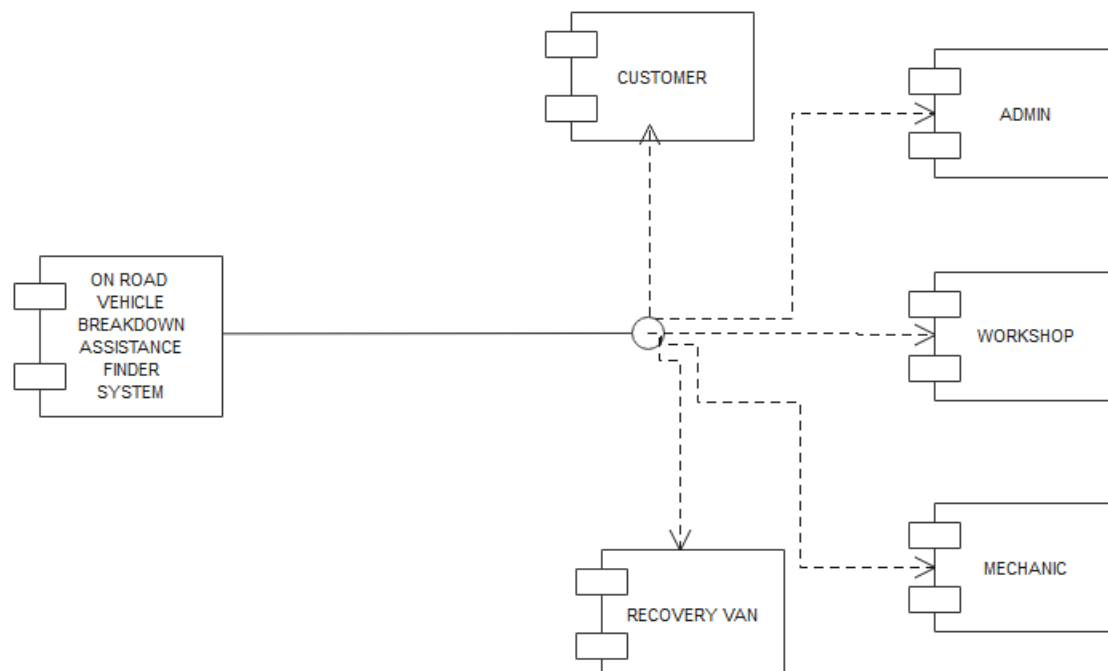 CUSTOMER
ADMIN
ON ROAD
VEHICLE
BREAKDOWN
ASSISTANCE
FINDER
SYSTEM
WORKSHOP
MECHANIC
RECOVERY VAN